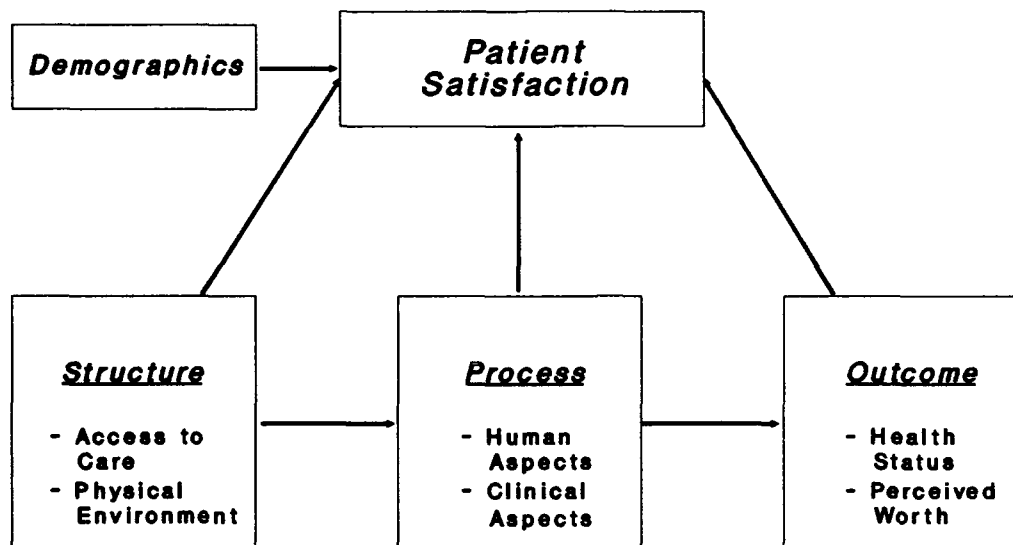 Demographics
Patient
Satisfaction
Structure
- Access to
Care
- Physical
Environment
Process
- Human
Aspects
- Clinical
Aspects
Outcome
- Health
Status
- Perceived
Worth